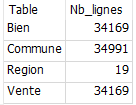 Table Nb_lignes
Bien 34169
Commune 34991
Region 19
Vente 34169